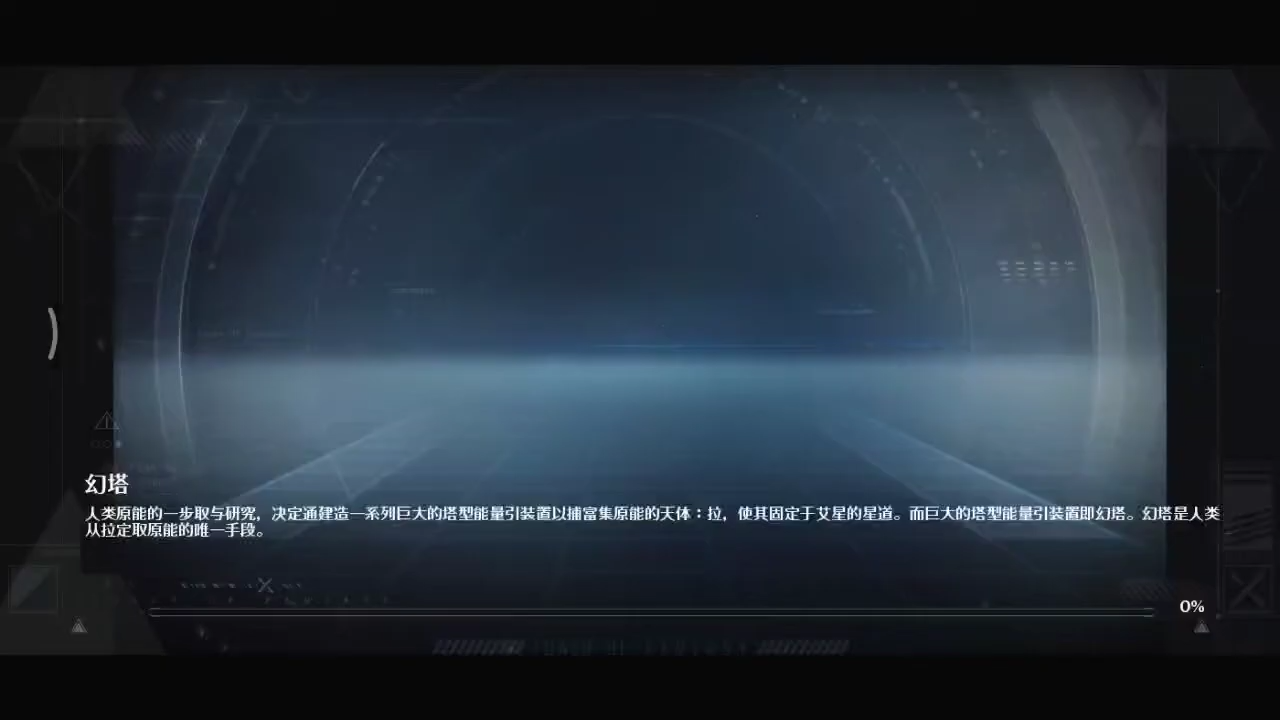 幻塔
人类原能的一步取与研究，决定通建造一系列巨大的塔型能量引装置以捕富集原能的天体：拉，使其固定于艾星的星道。而巨大的塔型能量引装置即幻塔。幻塔是人类
从拉定取原能的唯一手段。
0%